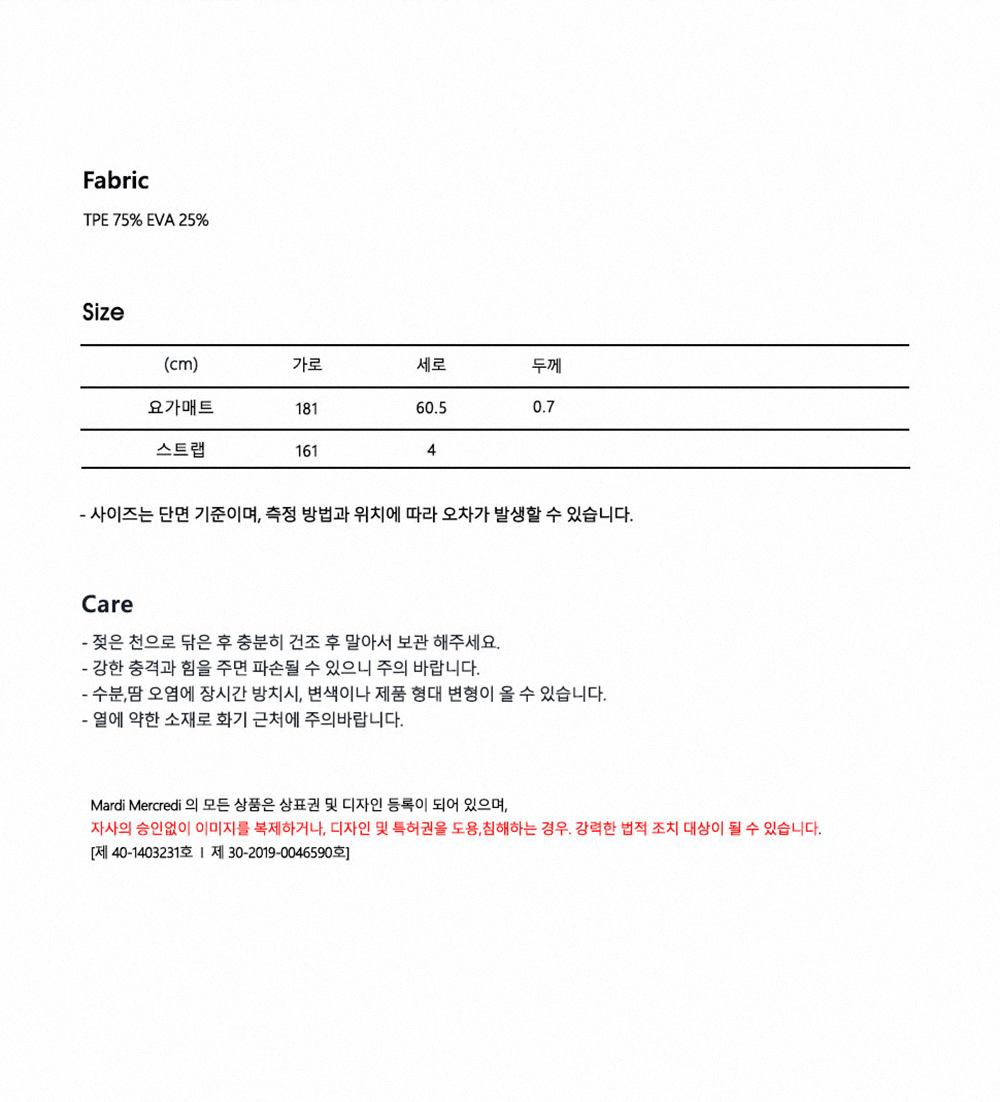 Fabric
TPE 75% EVA 25%
Size
(cm) 가로 세로 두께
요가매트 181 60.5 0.7
스트랩 161 4
- 사이즈는 단면 기준이며, 측정 방법과 위치에 따라 오차가 발생할 수 있습니다.
Care
- 젖은 천으로 닦은 후 충분히 건조 후 말아서 보관 해주세요.
- 강한 충격과 힘을 주면 파손될 수 있으니 주의 바랍니다.
- 수분,땀 오염에 장시간 방치시, 변색이나 제품 형대 변형이 올 수 있습니다.
- 열에 약한 소재로 화기 근처에 주의바랍니다.
Mardi Mercredi 의 모든 상품은 상표권 및 디자인 등록이 되어 있으며,
자사의 승인없이 이미지를 복제하거나, 디자인 및 특허권을 도용,침해하는 경우. 강력한 법적 조치 대상이 될 수 있습니다.
[제 40-1403231호 ㅣ 제 30-2019-0046590호]